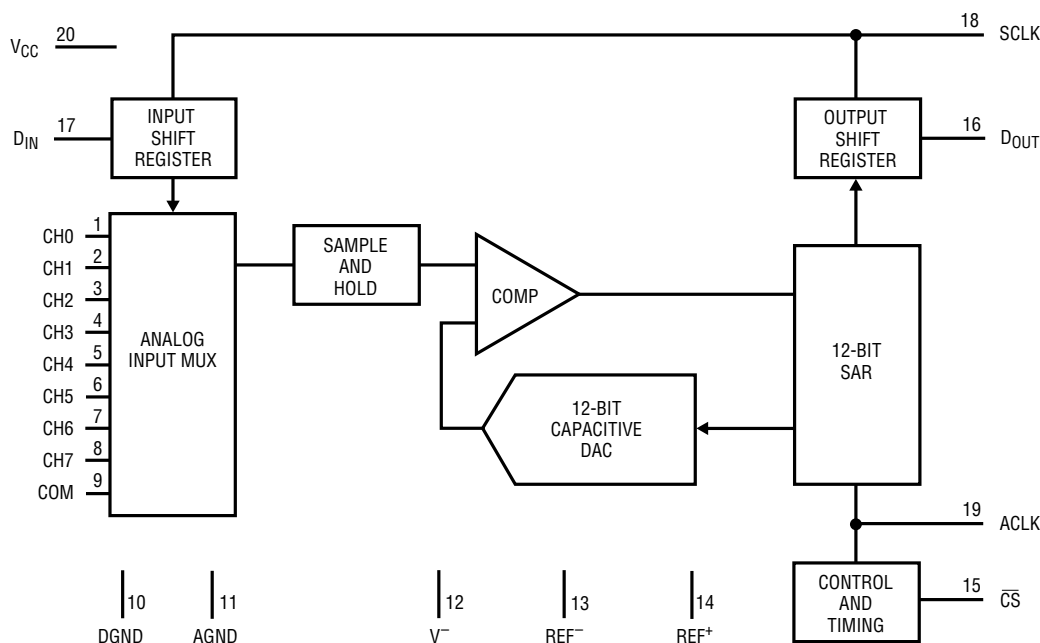 20
V_CC
18
SCLK
17
D_IN
INPUT
SHIFT
REGISTER
OUTPUT
SHIFT
REGISTER
16
D_OUT
CH0
1
CH1
2
CH2
3
CH3
4
CH4
5
CH5
6
CH6
7
CH7
8
COM
9
ANALOG
INPUT MUX
SAMPLE
AND
HOLD
COMP
12-BIT
CAPACITIVE
DAC
12-BIT
SAR
19
ACLK
CONTROL
AND
TIMING
15
C̅S̅
10
DGND
11
AGND
12
V⁻
13
REF⁻
14
REF⁺